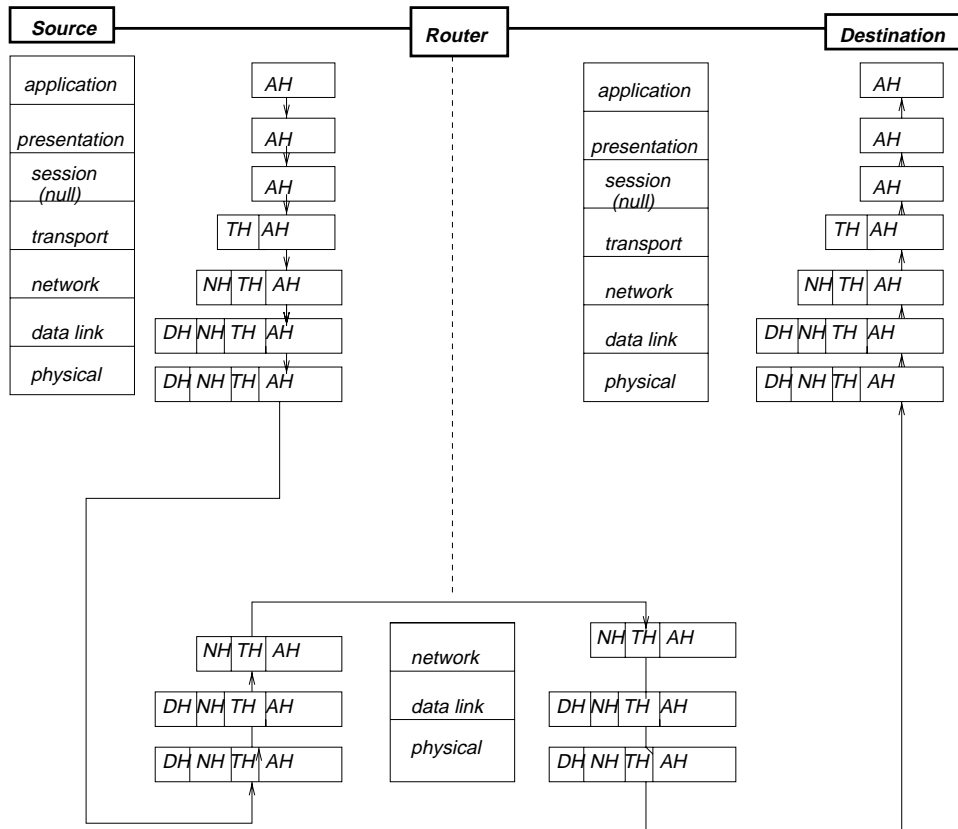 Source Router Destination
application AH application AH
presentation AH presentation AH
session (null) AH session (null) AH
transport TH AH transport TH AH
network NH TH AH network NH TH AH
data link DH NH TH AH data link DH NH TH AH
physical DH NH TH AH physical DH NH TH AH
NH TH AH network NH TH AH
DH NH TH AH data link DH NH TH AH
DH NH TH AH physical DH NH TH AH